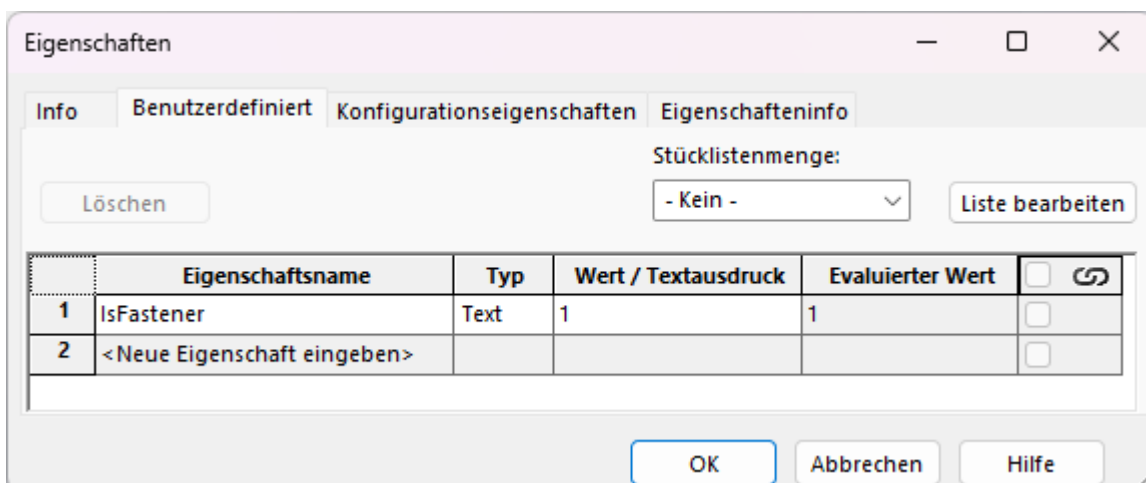 Eigenschaften
Info Benutzerdefiniert Konfigurationseigenschaften Eigenschafteninfo
Stücklistenmenge:
Löschen - Kein - Liste bearbeiten
Eigenschaftsname Typ Wert / Textausdruck Evaluierter Wert
1 IsFastener Text 1 1
2 <Neue Eigenschaft eingeben>
OK Abbrechen Hilfe